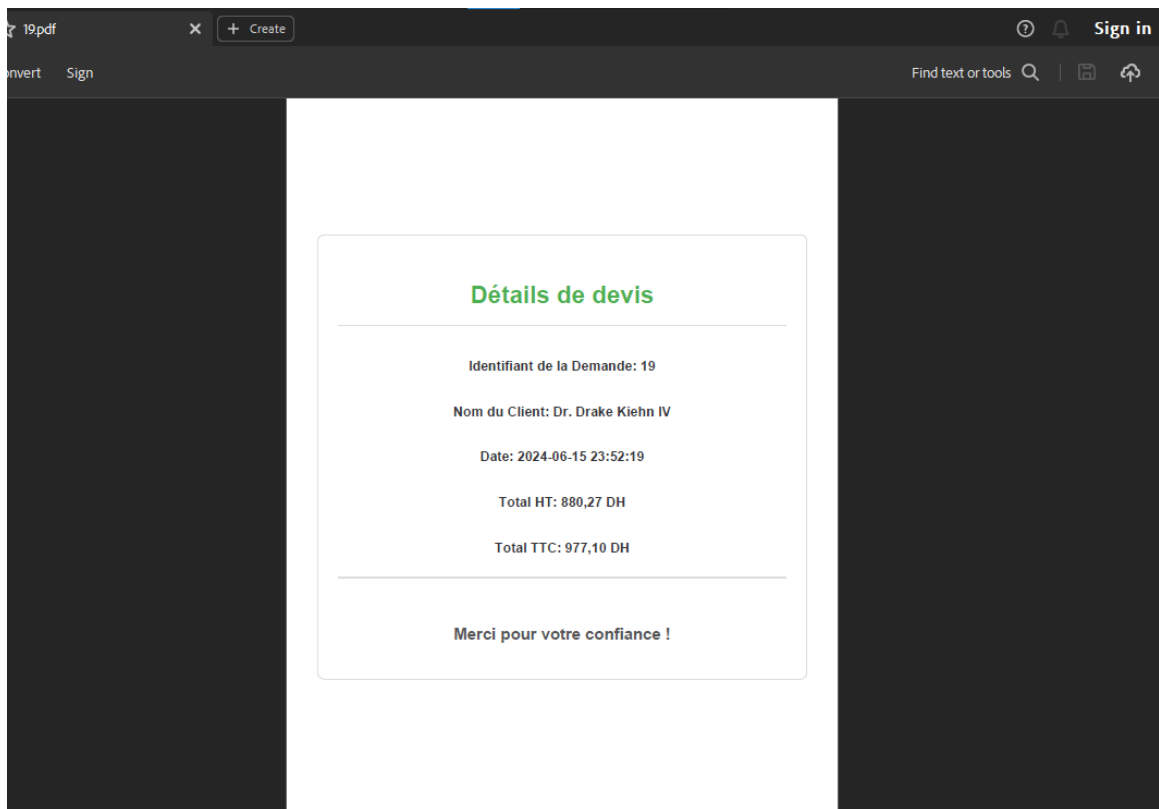 19.pdf
+ Create
Sign in
onvert Sign
Find text or tools
Détails de devis
Identifiant de la Demande: 19
Nom du Client: Dr. Drake Kiehn IV
Date: 2024-06-15 23:52:19
Total HT: 880,27 DH
Total TTC: 977,10 DH
Merci pour votre confiance !